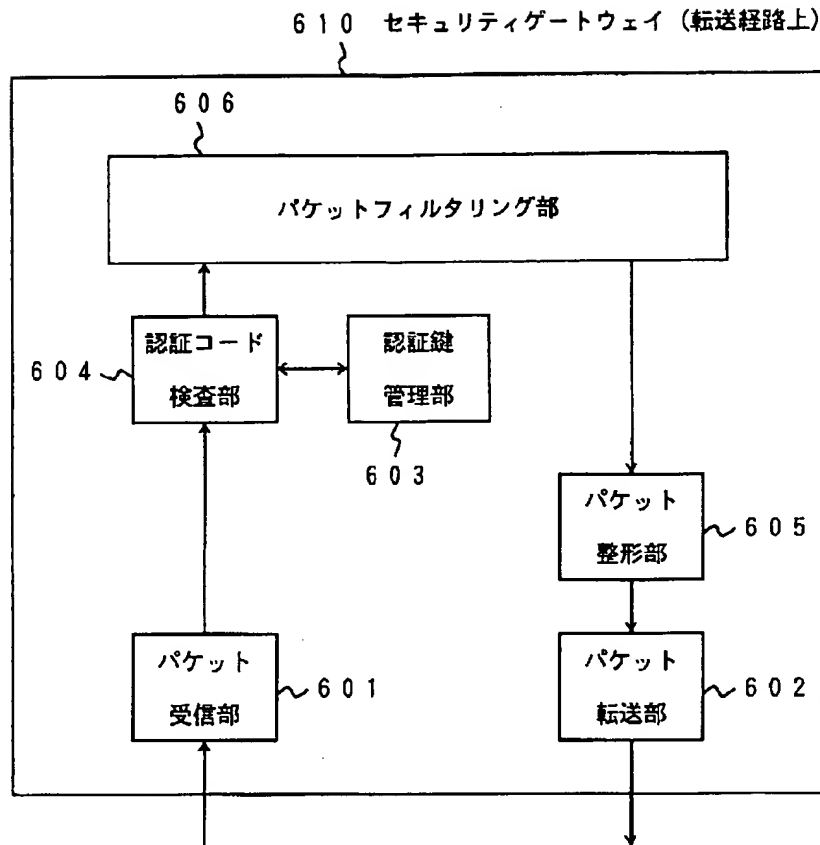 610 セキュリティゲートウェイ(転送経路上)
606
パケットフィルタリング部
認証コード
検査部
604
認証鍵
管理部
603
パケット
整形部
605
パケット
受信部
601
パケット
転送部
602